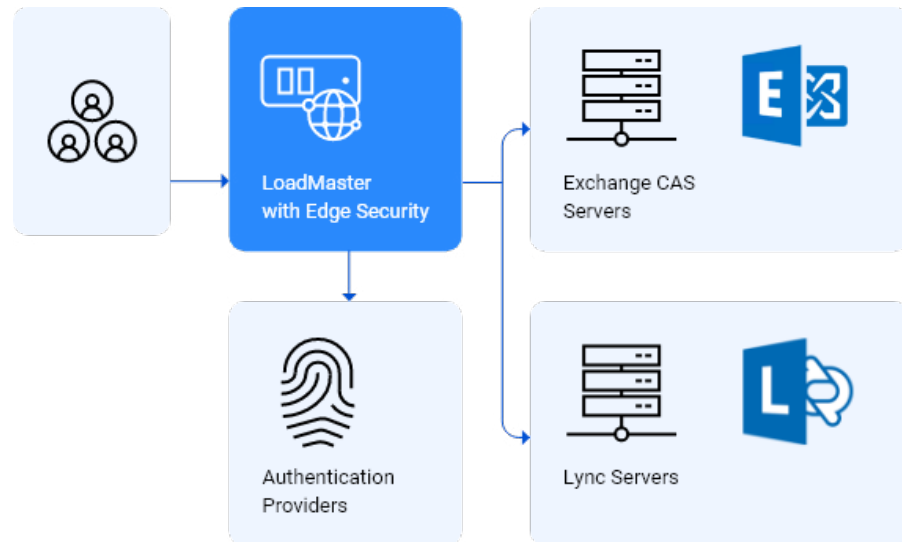 LoadMaster
with Edge Security
Exchange CAS
Servers
E
Authentication
Providers
Lync Servers
L